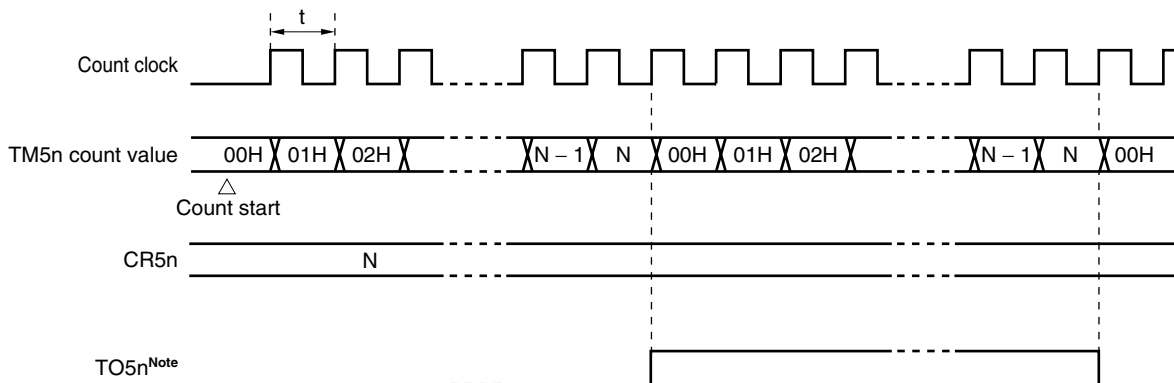 t
Count clock
TM5n count value 00H 01H 02H N − 1 N 00H 01H 02H N − 1 N 00H
△
Count start
CR5n N
TO5nNote